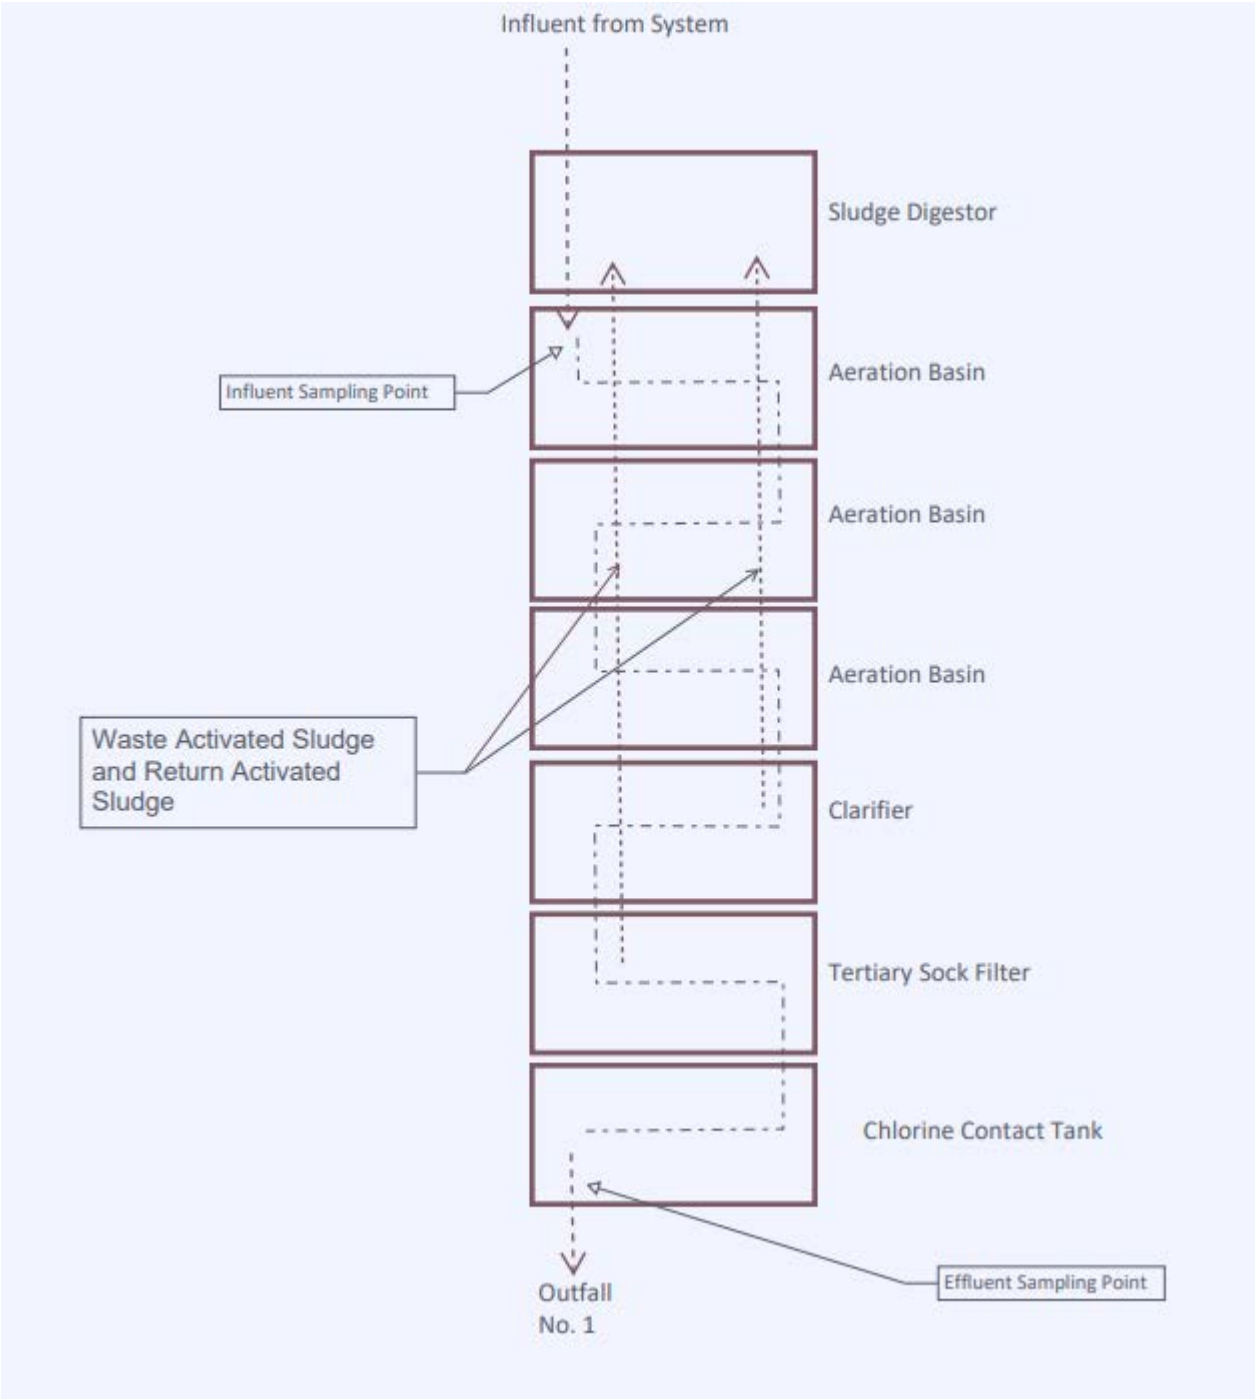 Influent from System
Sludge Digestor
Aeration Basin
Influent Sampling Point
Aeration Basin
Aeration Basin
Waste Activated Sludge
and Return Activated
Sludge
Clarifier
Tertiary Sock Filter
Chlorine Contact Tank
Effluent Sampling Point
Outfall
No. 1